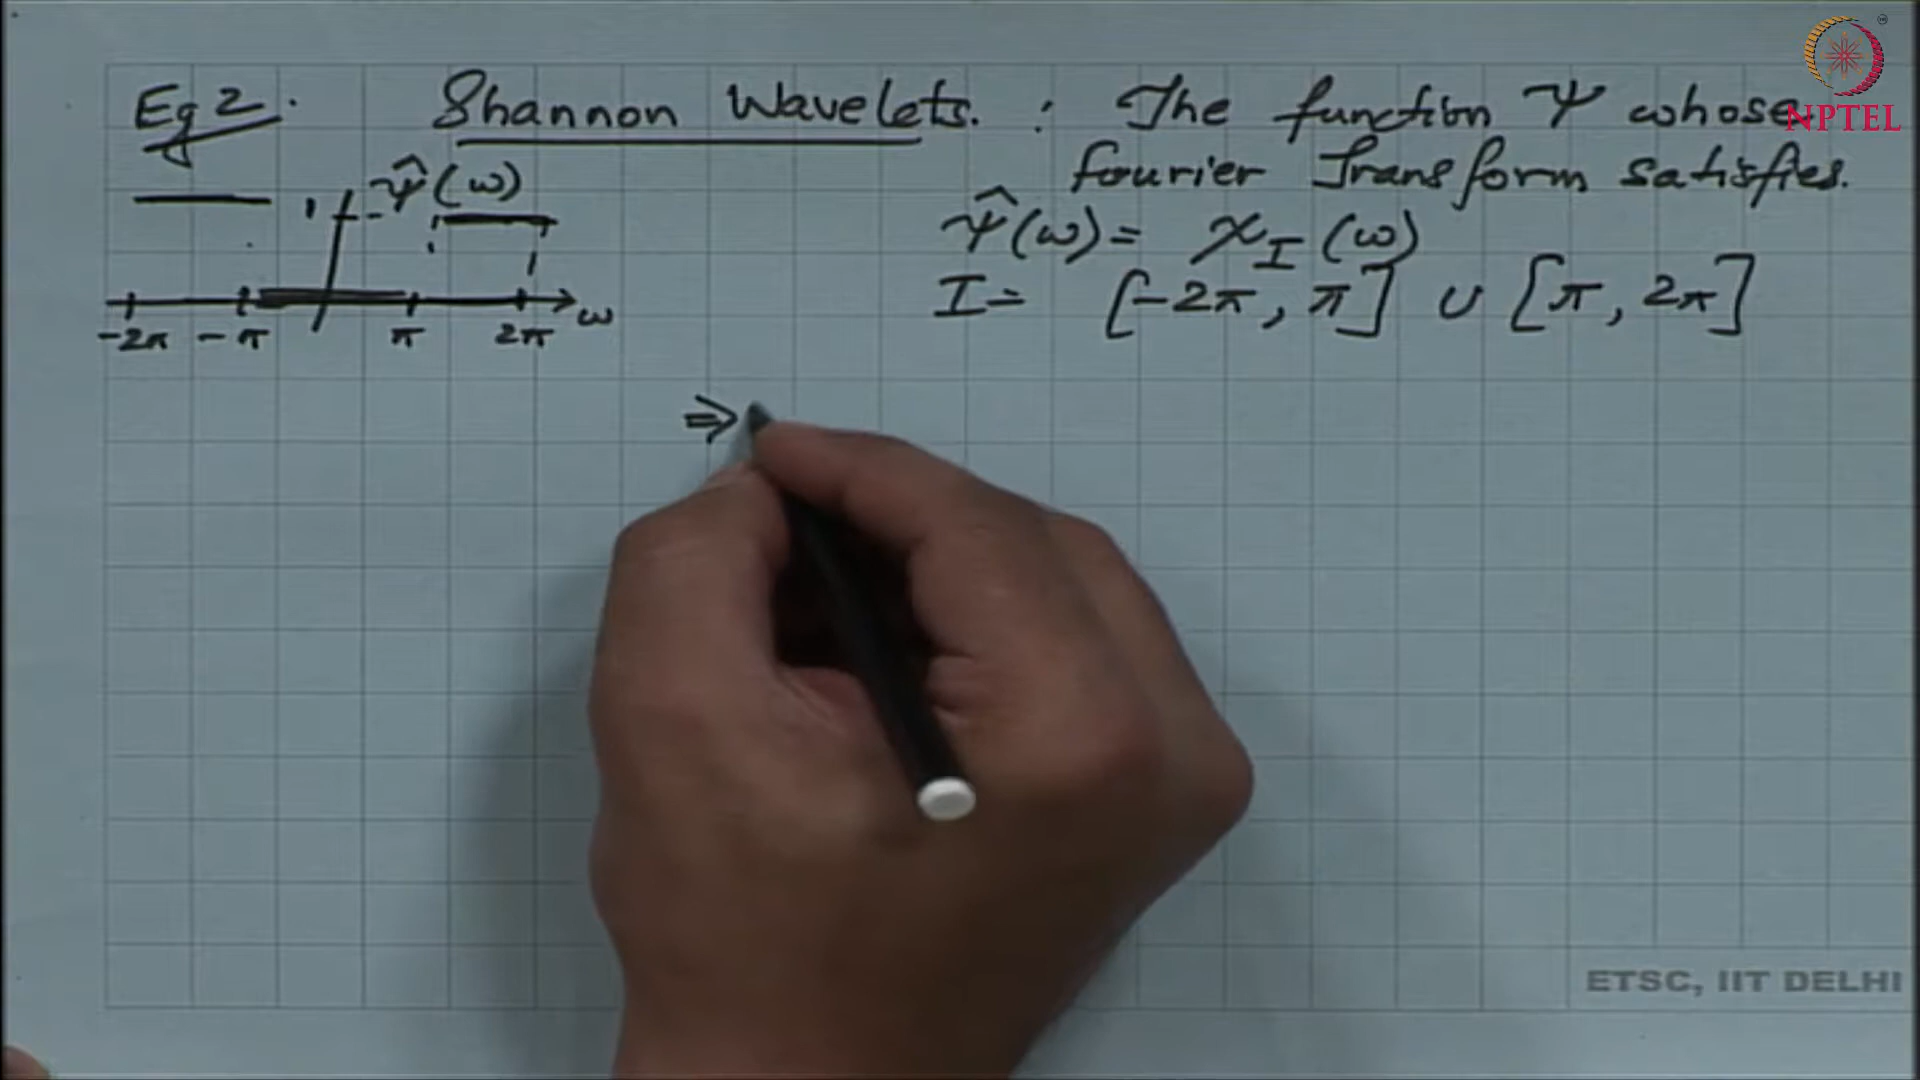 Eg 2. Shannon Wavelets. : The function Ψ whose
Fourier Transform satisfies.
Ψ̂(ω) = χ_I (ω)
I = [-2π, π] ∪ [π, 2π]
Ψ̂(ω)
1
-2π -π π 2π ω
⇒
NPTEL
ETSC, IIT DELHI